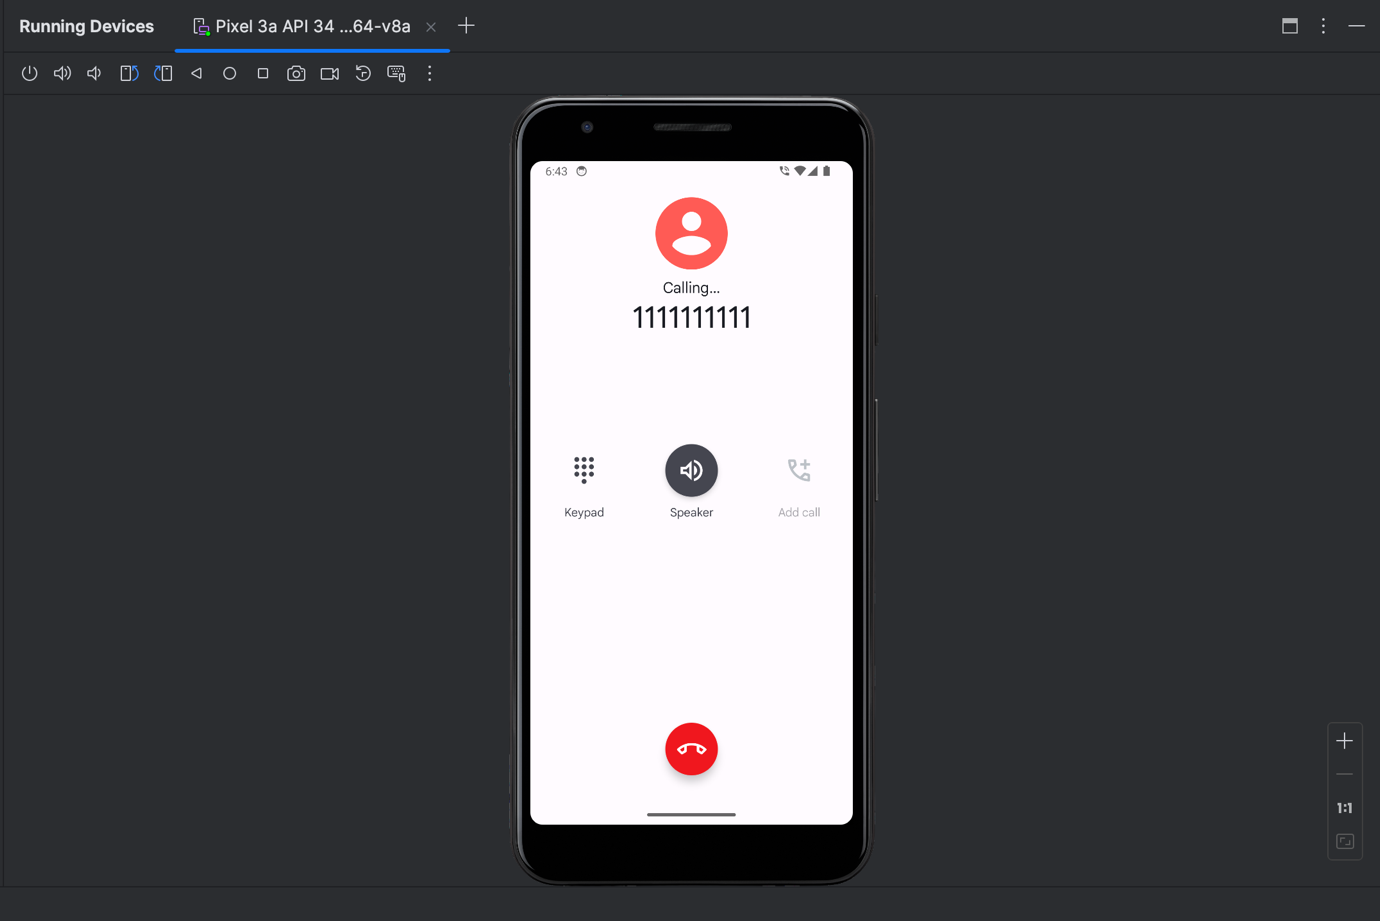 Running Devices
Pixel 3a API 34 ...64-v8a
6:43
Calling...
1111111111
Keypad
Speaker
Add call
1:1